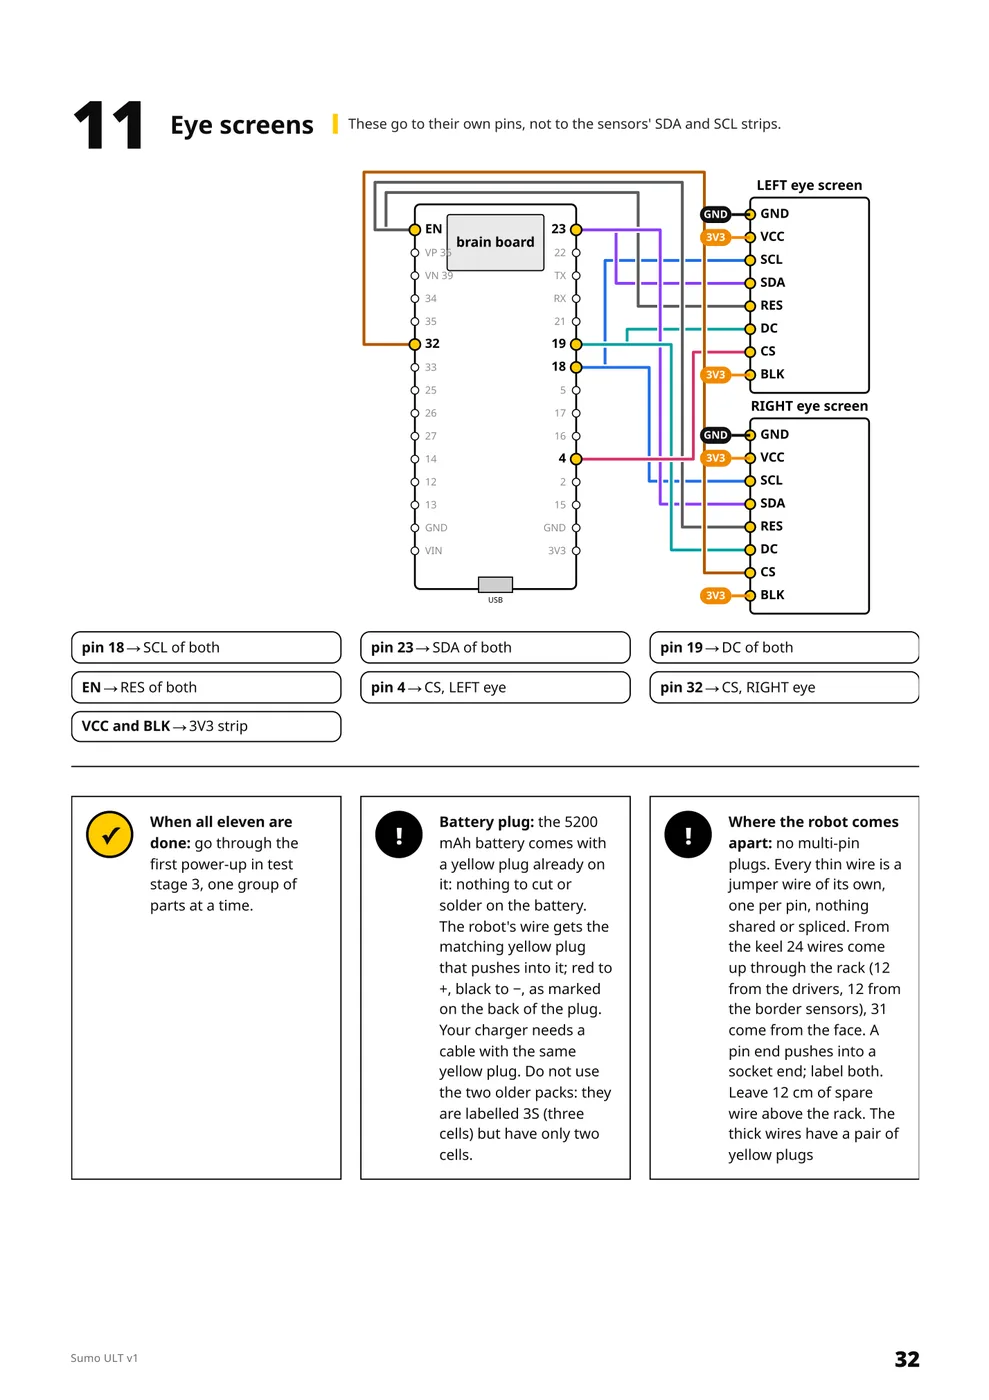 11 Eye screens These go to their own pins, not to the sensors' SDA and SCL strips.
LEFT eye screen
GND GND
3V3 VCC
SCL
SDA
RES
DC
CS
3V3 BLK
RIGHT eye screen
GND GND
3V3 VCC
SCL
SDA
RES
DC
CS
3V3 BLK
brain board
EN 23
VP 36 22
VN 39 TX
34 RX
35 21
32 19
33 18
25 5
26 17
27 16
14 4
12 2
13 15
GND GND
VIN 3V3
USB
pin 18→SCL of both
pin 23→SDA of both
pin 19→DC of both
EN→RES of both
pin 4→CS, LEFT eye
pin 32→CS, RIGHT eye
VCC and BLK→3V3 strip
When all eleven are
done: go through the
first power-up in test
stage 3, one group of
parts at a time.
!
Battery plug: the 5200
mAh battery comes with
a yellow plug already on
it: nothing to cut or
solder on the battery.
The robot's wire gets the
matching yellow plug
that pushes into it; red to
+, black to −, as marked
on the back of the plug.
Your charger needs a
cable with the same
yellow plug. Do not use
the two older packs: they
are labelled 3S (three
cells) but have only two
cells.
!
Where the robot comes
apart: no multi-pin
plugs. Every thin wire is a
jumper wire of its own,
one per pin, nothing
shared or spliced. From
the keel 24 wires come
up through the rack (12
from the drivers, 12 from
the border sensors), 31
come from the face. A
pin end pushes into a
socket end; label both.
Leave 12 cm of spare
wire above the rack. The
thick wires have a pair of
yellow plugs
Sumo ULT v1
32